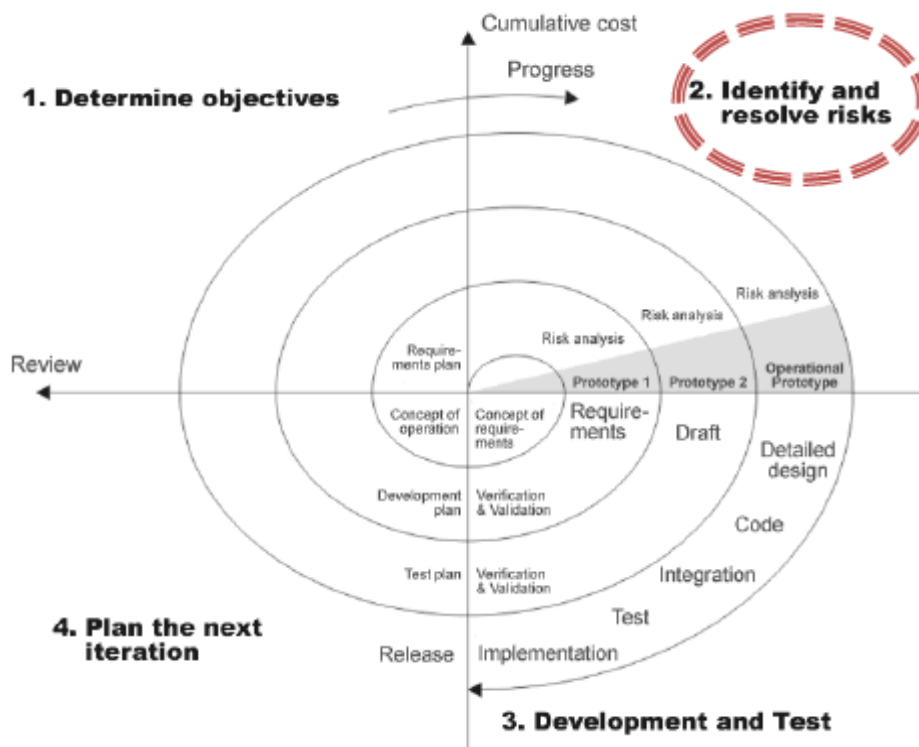 Cumulative cost
Progress
1. Determine objectives
2. Identify and
resolve risks
Risk analysis
Risk analysis
Risk analysis
Require-
ments plan
Review
Prototype 1
Prototype 2
Operational
Prototype
Concept of
operation
Concept of
require-
ments
Require-
ments
Draft
Detailed
design
Development
plan
Verification
& Validation
Code
Test plan
Verification
& Validation
Integration
Test
4. Plan the next
iteration
Release
Implementation
3. Development and Test